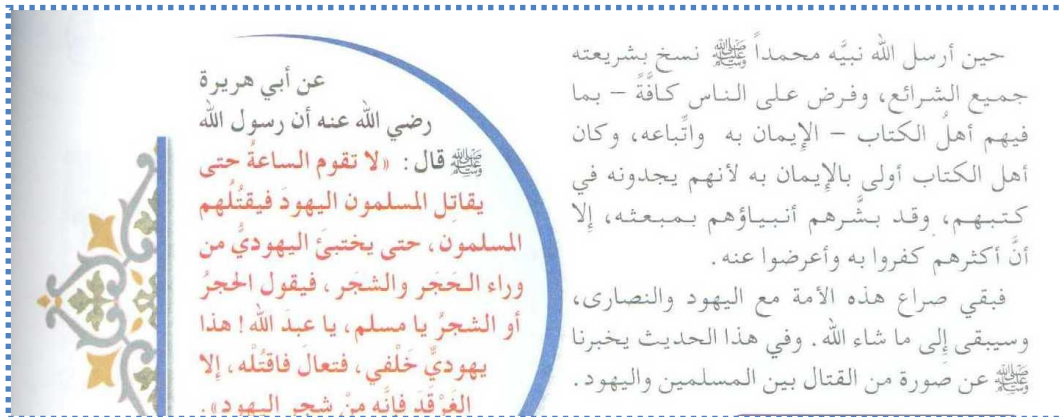 حين أرسل الله نبيَّه محمداً ﷺ نسخ بشريعته
جميع الشرائع، وفرض على الناس كافَّةً – بما
فيهم أهلُ الكتاب – الإيمان به واتِّباعه، وكان
أهل الكتاب أولى بالإيمان به لأنهم يجدونه في
كتبهم، وقد بشَّرهم أنبياؤهم بمبعثه، إلا
أنَّ أكثرهم كفروا به وأعرضوا عنه.
فبقي صراع هذه الأمة مع اليهود والنصارى،
وسيبقى إلى ما شاء الله. وفي هذا الحديث يخبرنا
ﷺ عن صورة من القتال بين المسلمين واليهود.
عن أبي هريرة
رضي الله عنه أن رسول الله
ﷺ قال: «لا تقوم الساعةُ حتى
يقاتِل المسلمون اليهودَ فيقتُلُهم
المسلمون، حتى يختبئَ اليهوديُّ من
وراء الحَجَر والشجَر، فيقول الحجرُ
أو الشجرُ يا مسلم، يا عبدَ الله! هذا
يهوديٌّ خَلْفي، فتعالَ فاقتُلْه، إلا
الغَرْقَدَ فإنَّه مِنْ شجر اليهود».